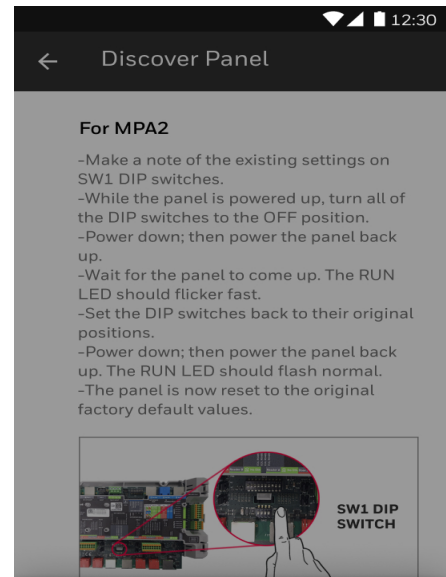 12:30
Discover Panel
For MPA2
-Make a note of the existing settings on
SW1 DIP switches.
-While the panel is powered up, turn all of
the DIP switches to the OFF position.
-Power down; then power the panel back
up.
-Wait for the panel to come up. The RUN
LED should flicker fast.
-Set the DIP switches back to their original
positions.
-Power down; then power the panel back
up. The RUN LED should flash normal.
-The panel is now reset to the original
factory default values.
SW1 DIP
SWITCH